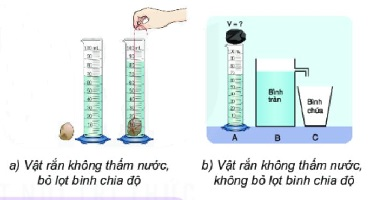 V = ?
Bình
tràn
Bình
chứa
A
B
C
a) Vật rắn không thấm nước,
bỏ lọt bình chia độ
b) Vật rắn không thấm nước,
không bỏ lọt bình chia độ